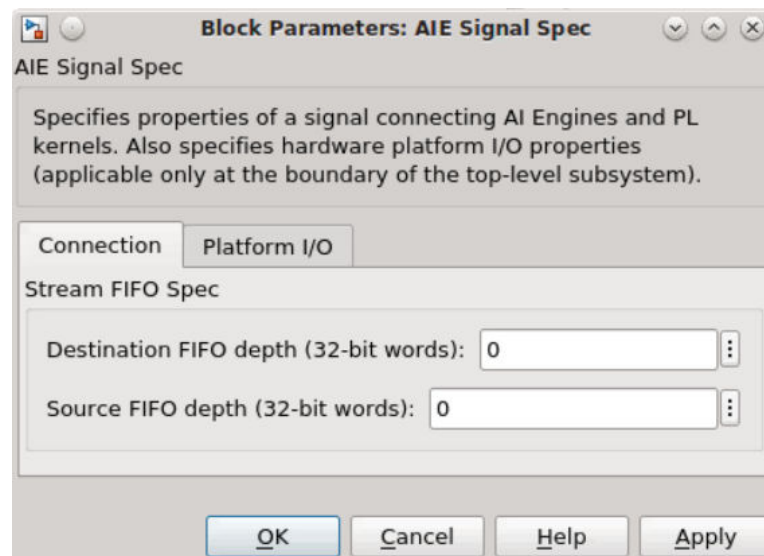 Block Parameters: AIE Signal Spec
AIE Signal Spec
Specifies properties of a signal connecting AI Engines and PL
kernels. Also specifies hardware platform I/O properties
(applicable only at the boundary of the top-level subsystem).
Connection Platform I/O
Stream FIFO Spec
Destination FIFO depth (32-bit words): 0
Source FIFO depth (32-bit words): 0
OK Cancel Help Apply